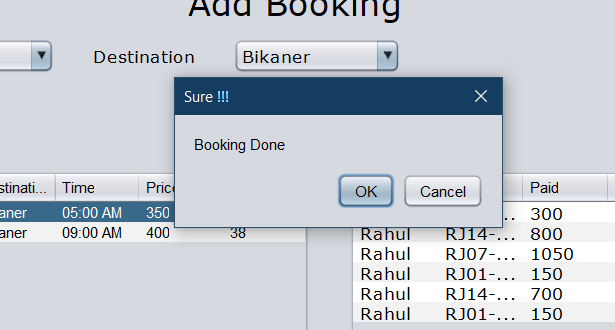 Add Booking
Destination Bikaner
Sure !!!
Booking Done
OK Cancel
stinati... Time Price Paid
aner 05:00 AM 350 300
aner 09:00 AM 400 38 Rahul RJ14-... 800
Rahul RJ07-... 1050
Rahul RJ01-... 150
Rahul RJ14-... 700
Rahul RJ01-... 150